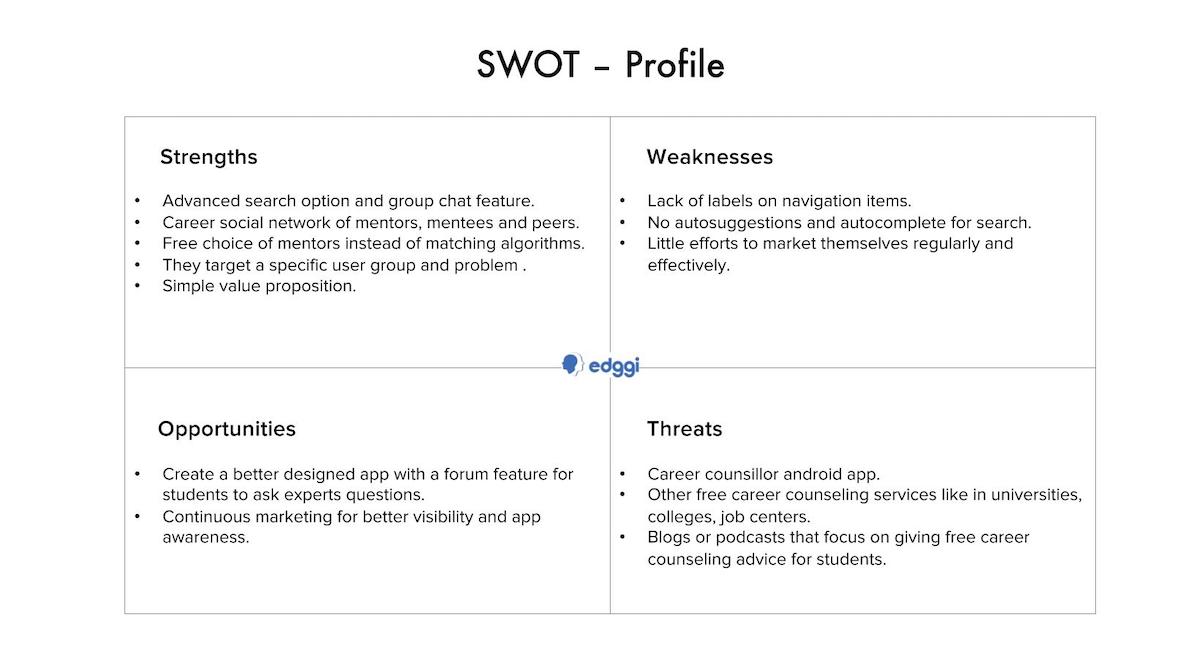 SWOT – Profile
Strengths
• Advanced search option and group chat feature.
• Career social network of mentors, mentees and peers.
• Free choice of mentors instead of matching algorithms.
• They target a specific user group and problem .
• Simple value proposition.
Weaknesses
• Lack of labels on navigation items.
• No autosuggestions and autocomplete for search.
• Little efforts to market themselves regularly and
effectively.
edggi
Opportunities
• Create a better designed app with a forum feature for
students to ask experts questions.
• Continuous marketing for better visibility and app
awareness.
Threats
• Career counsillor android app.
• Other free career counseling services like in universities,
colleges, job centers.
• Blogs or podcasts that focus on giving free career
counseling advice for students.